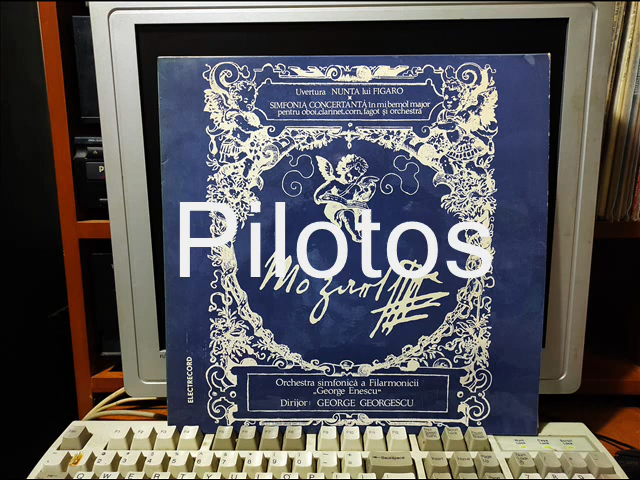 Uvertura NUNTA lui FIGARO
SIMFONIA CONCERTANTĂ în mi bemol major
pentru oboi, clarinet, corn, fagot și orchestră
Pilotos
Mozart
ELECTRECORD
Orchestra simfonică a Filarmonicii
„George Enescu"
Dirijor: GEORGE GEORGESCU
Q W E R T Y U I O P